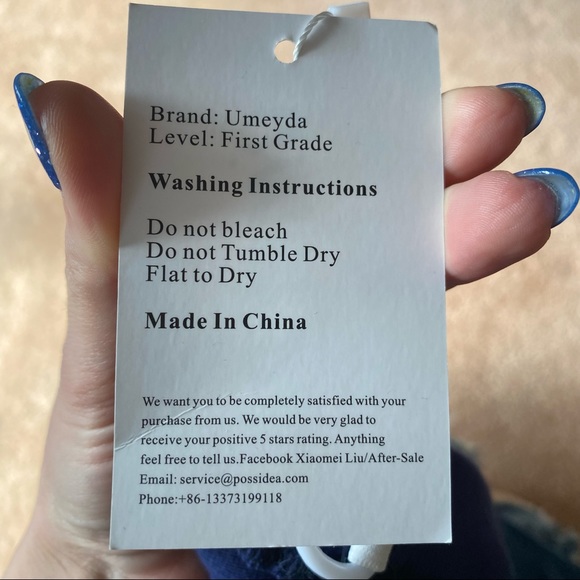 Brand: Umeyda
Level: First Grade
Washing Instructions
Do not bleach
Do not Tumble Dry
Flat to Dry
Made In China
We want you to be completely satisfied with your
purchase from us. We would be very glad to
receive your positive 5 stars rating. Anything
feel free to tell us.Facebook Xiaomei Liu/After-Sale
Email: service@possidea.com
Phone:+86-13373199118